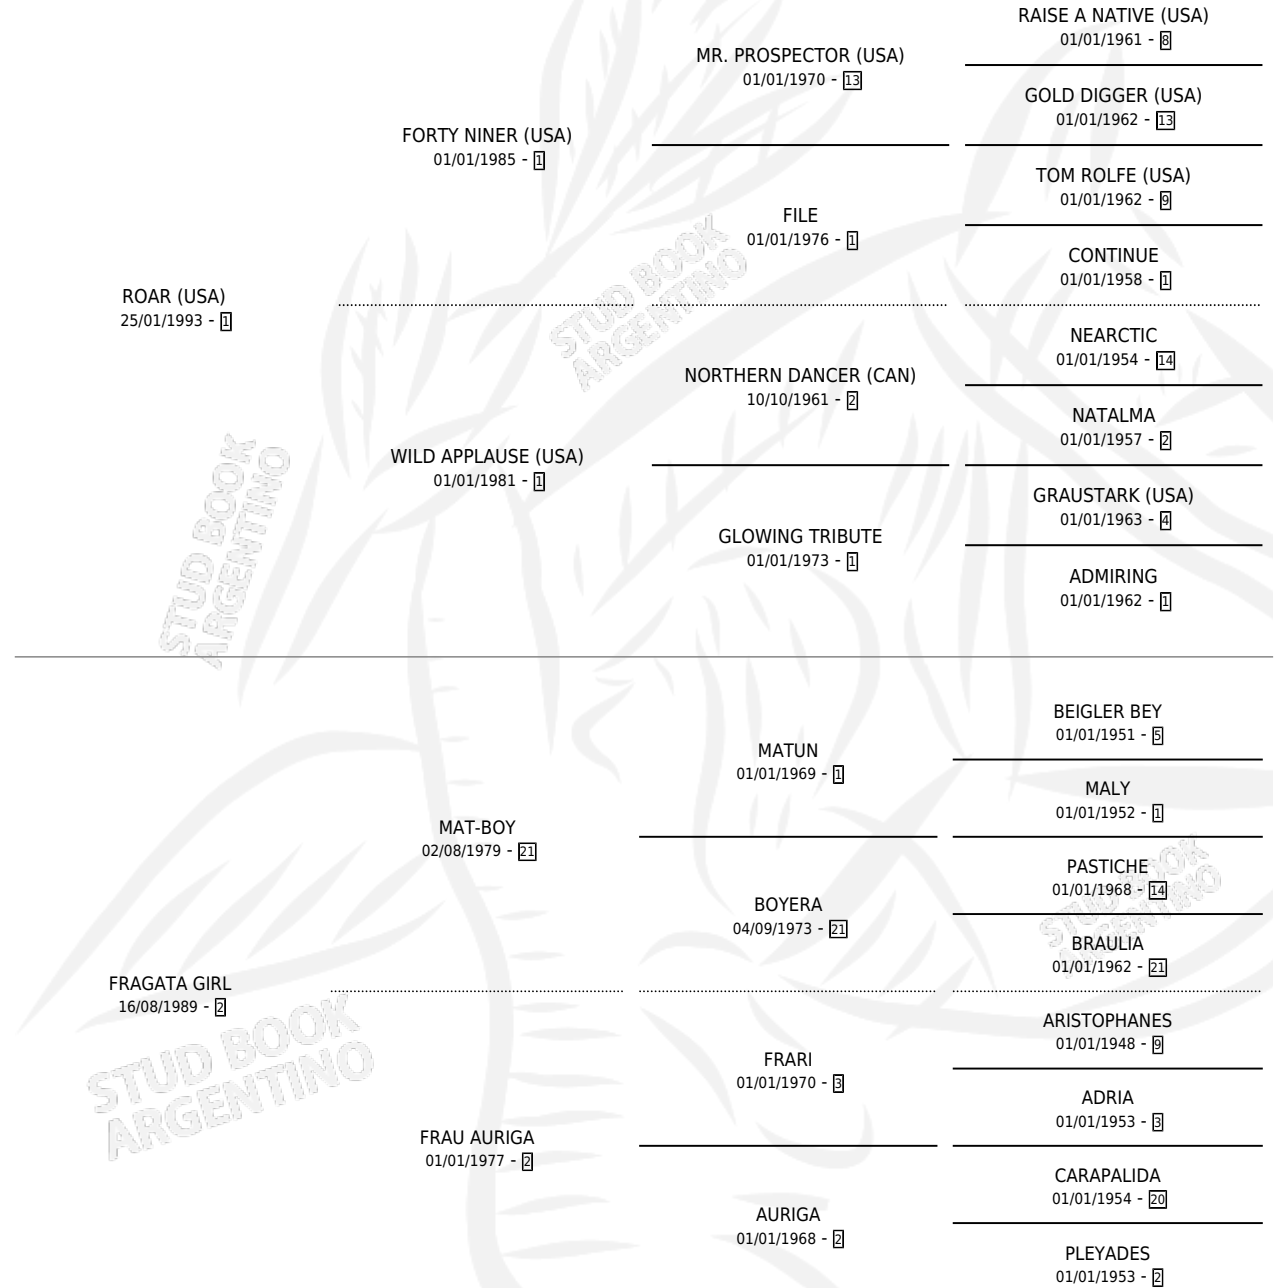 RAISE A NATIVE (USA)
01/01/1961 - 8
MR. PROSPECTOR (USA)
01/01/1970 - 13
GOLD DIGGER (USA)
01/01/1962 - 13
FORTY NINER (USA)
01/01/1985 - 1
TOM ROLFE (USA)
01/01/1962 - 9
FILE
01/01/1976 - 1
CONTINUE
01/01/1958 - 1
ROAR (USA)
25/01/1993 - 1
NEARCTIC
01/01/1954 - 14
NORTHERN DANCER (CAN)
10/10/1961 - 2
NATALMA
01/01/1957 - 2
WILD APPLAUSE (USA)
01/01/1981 - 1
GRAUSTARK (USA)
01/01/1963 - 4
GLOWING TRIBUTE
01/01/1973 - 1
ADMIRING
01/01/1962 - 1
BEIGLER BEY
01/01/1951 - 5
MATUN
01/01/1969 - 1
MALY
01/01/1952 - 1
MAT-BOY
02/08/1979 - 21
PASTICHE
01/01/1968 - 14
BOYERA
04/09/1973 - 21
BRAULIA
01/01/1962 - 21
FRAGATA GIRL
16/08/1989 - 2
ARISTOPHANES
01/01/1948 - 9
FRARI
01/01/1970 - 3
ADRIA
01/01/1953 - 3
FRAU AURIGA
01/01/1977 - 2
CARAPALIDA
01/01/1954 - 20
AURIGA
01/01/1968 - 2
PLEYADES
01/01/1953 - 2
STUD BOOK
ARGENTINO
STUD BOOK
ARGENTINO
STUD BOOK
ARGENTINO
STUD BOOK
ARGENTINO